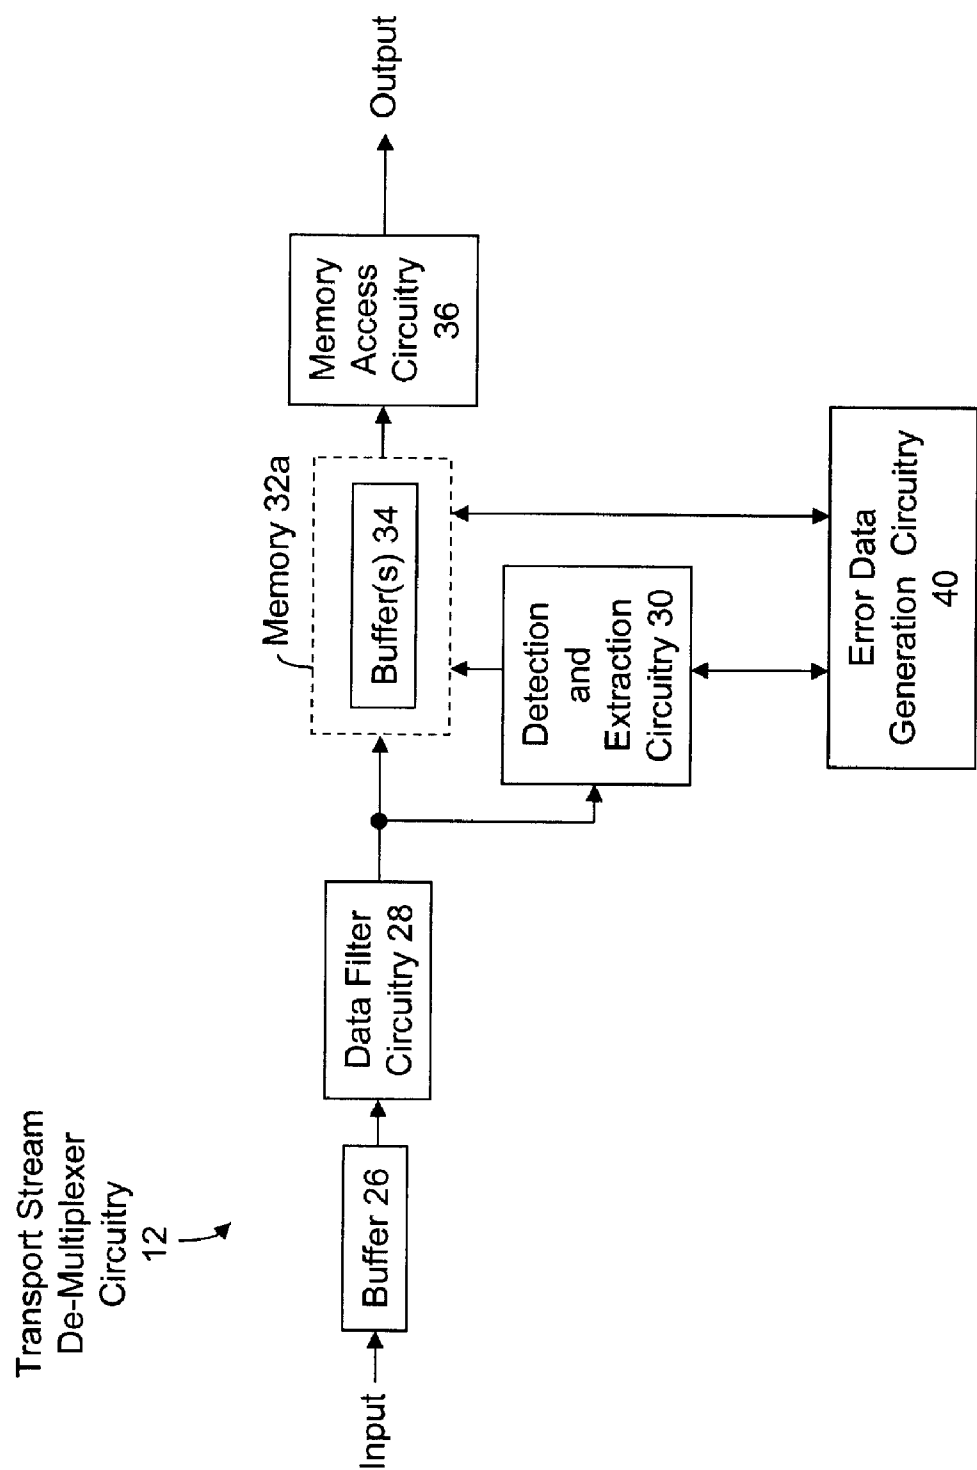 Transport Stream
De-Multiplexer
Circuitry
12
Input
Buffer 26
Data Filter
Circuitry 28
Memory 32a
Buffer(s) 34
Detection
and
Extraction
Circuitry 30
Memory
Access
Circuitry
36
Output
Error Data
Generation Circuitry
40